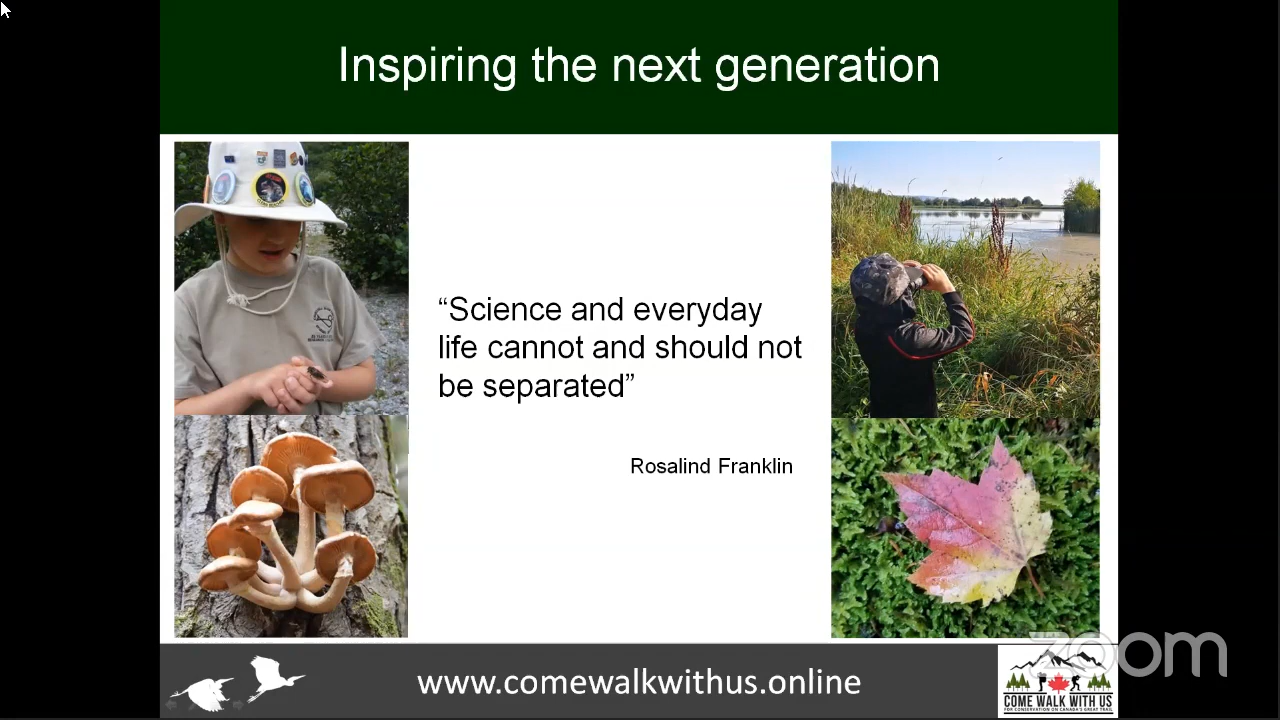 Inspiring the next generation
“Science and everyday
life cannot and should not
be separated”
Rosalind Franklin
www.comewalkwithus.online
zoom
COME WALK WITH US
FOR CONSERVATION ON CANADA'S GREAT TRAIL